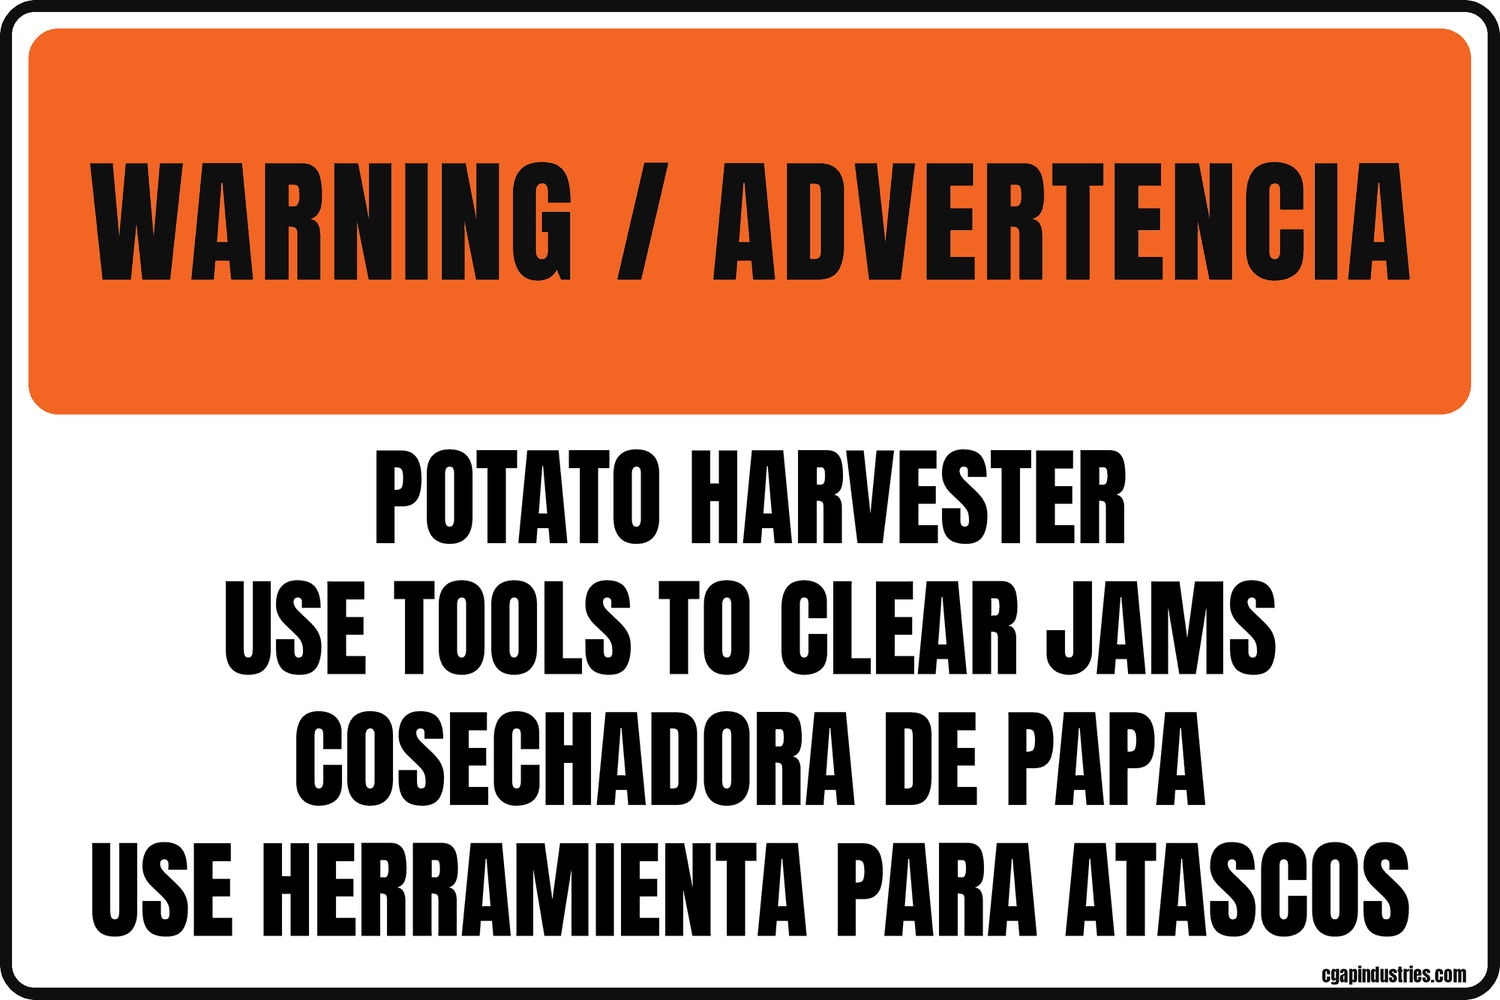 WARNING / ADVERTENCIA
POTATO HARVESTER
USE TOOLS TO CLEAR JAMS
COSECHADORA DE PAPA
USE HERRAMIENTA PARA ATASCOS
cgapindustries.com